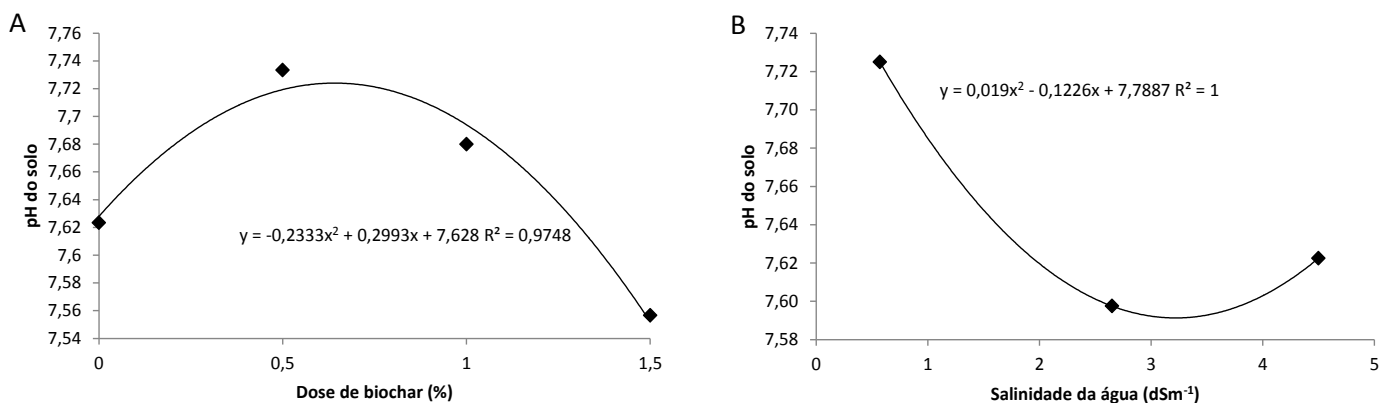 A
pH do solo
7,76
7,74
7,72
7,7
7,68
7,66
7,64
7,62
7,6
7,58
7,56
7,54
y = -0,2333x² + 0,2993x + 7,628 R² = 0,9748
0 0,5 1 1,5
Dose de biochar (%)
B
pH do solo
7,74
7,72
7,70
7,68
7,66
7,64
7,62
7,60
7,58
y = 0,019x² - 0,1226x + 7,7887 R² = 1
0 1 2 3 4 5
Salinidade da água (dSm⁻¹)